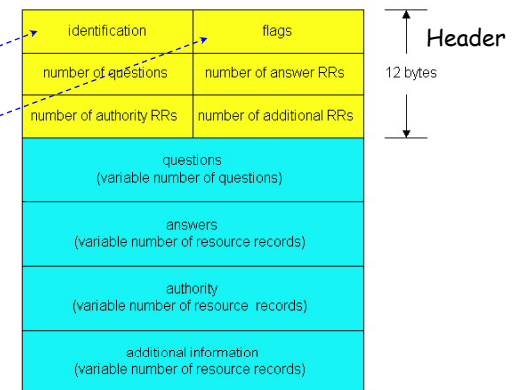 identification flags
Header
number of questions number of answer RRs 12 bytes
number of authority RRs number of additional RRs
questions
(variable number of questions)
answers
(variable number of resource records)
authority
(variable number of resource records)
additional information
(variable number of resource records)